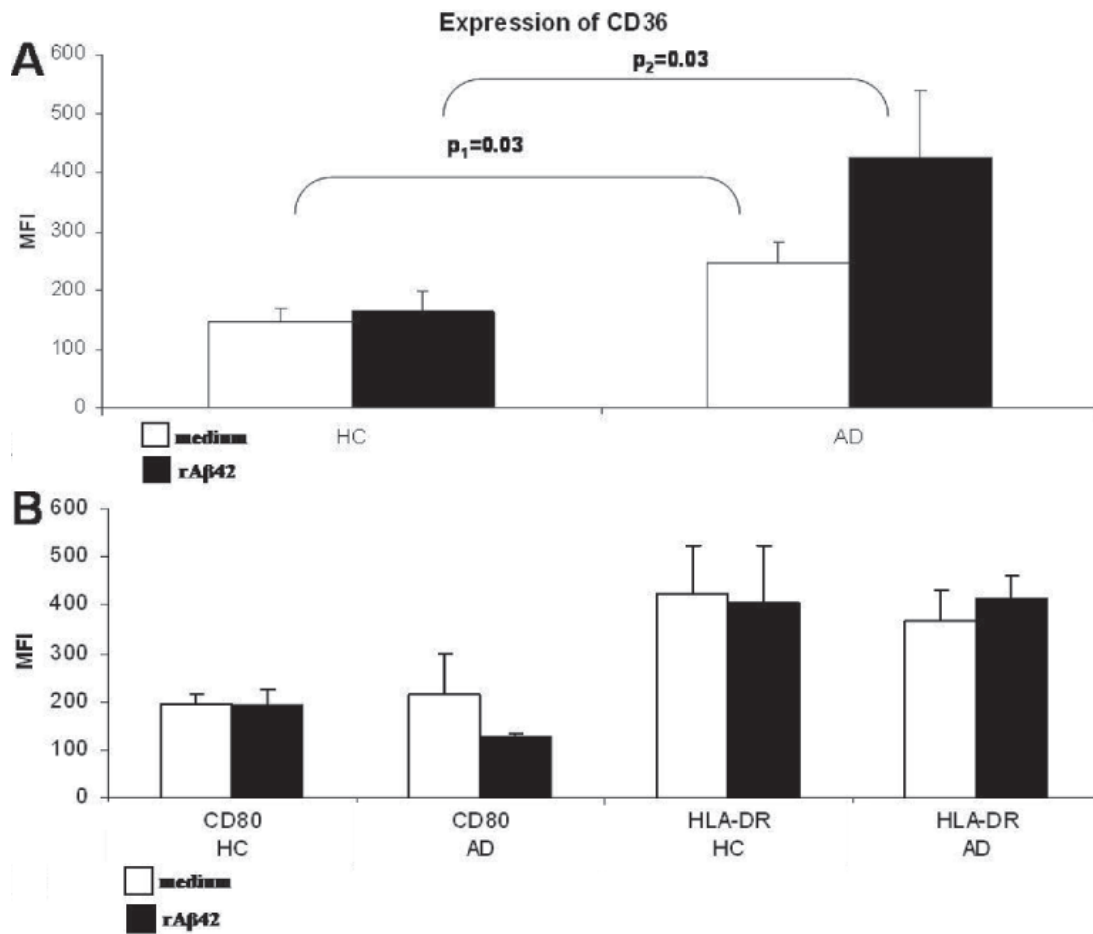 Expression of CD36
A
600
p₂=0.03
500
p₁=0.03
400
MFI
300
200
100
0
HC
AD
medium
rAβ42
B
600
500
400
MFI
300
200
100
0
CD80 CD80 HLA-DR HLA-DR
HC AD HC AD
medium
rAβ42